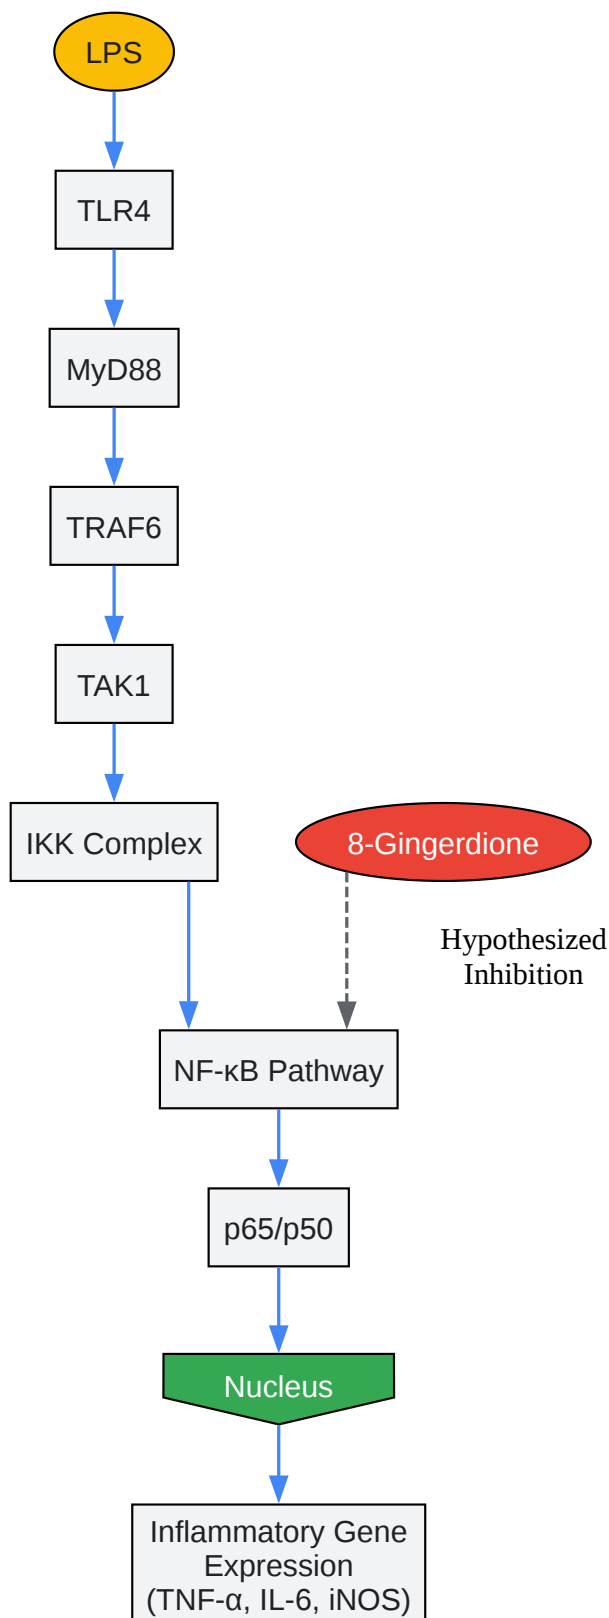 LPS
TLR4
MyD88
TRAF6
TAK1
IKK Complex
8-Gingerdione
Hypothesized
Inhibition
NF-κB Pathway
p65/p50
Nucleus
Inflammatory Gene
Expression
(TNF-α, IL-6, iNOS)